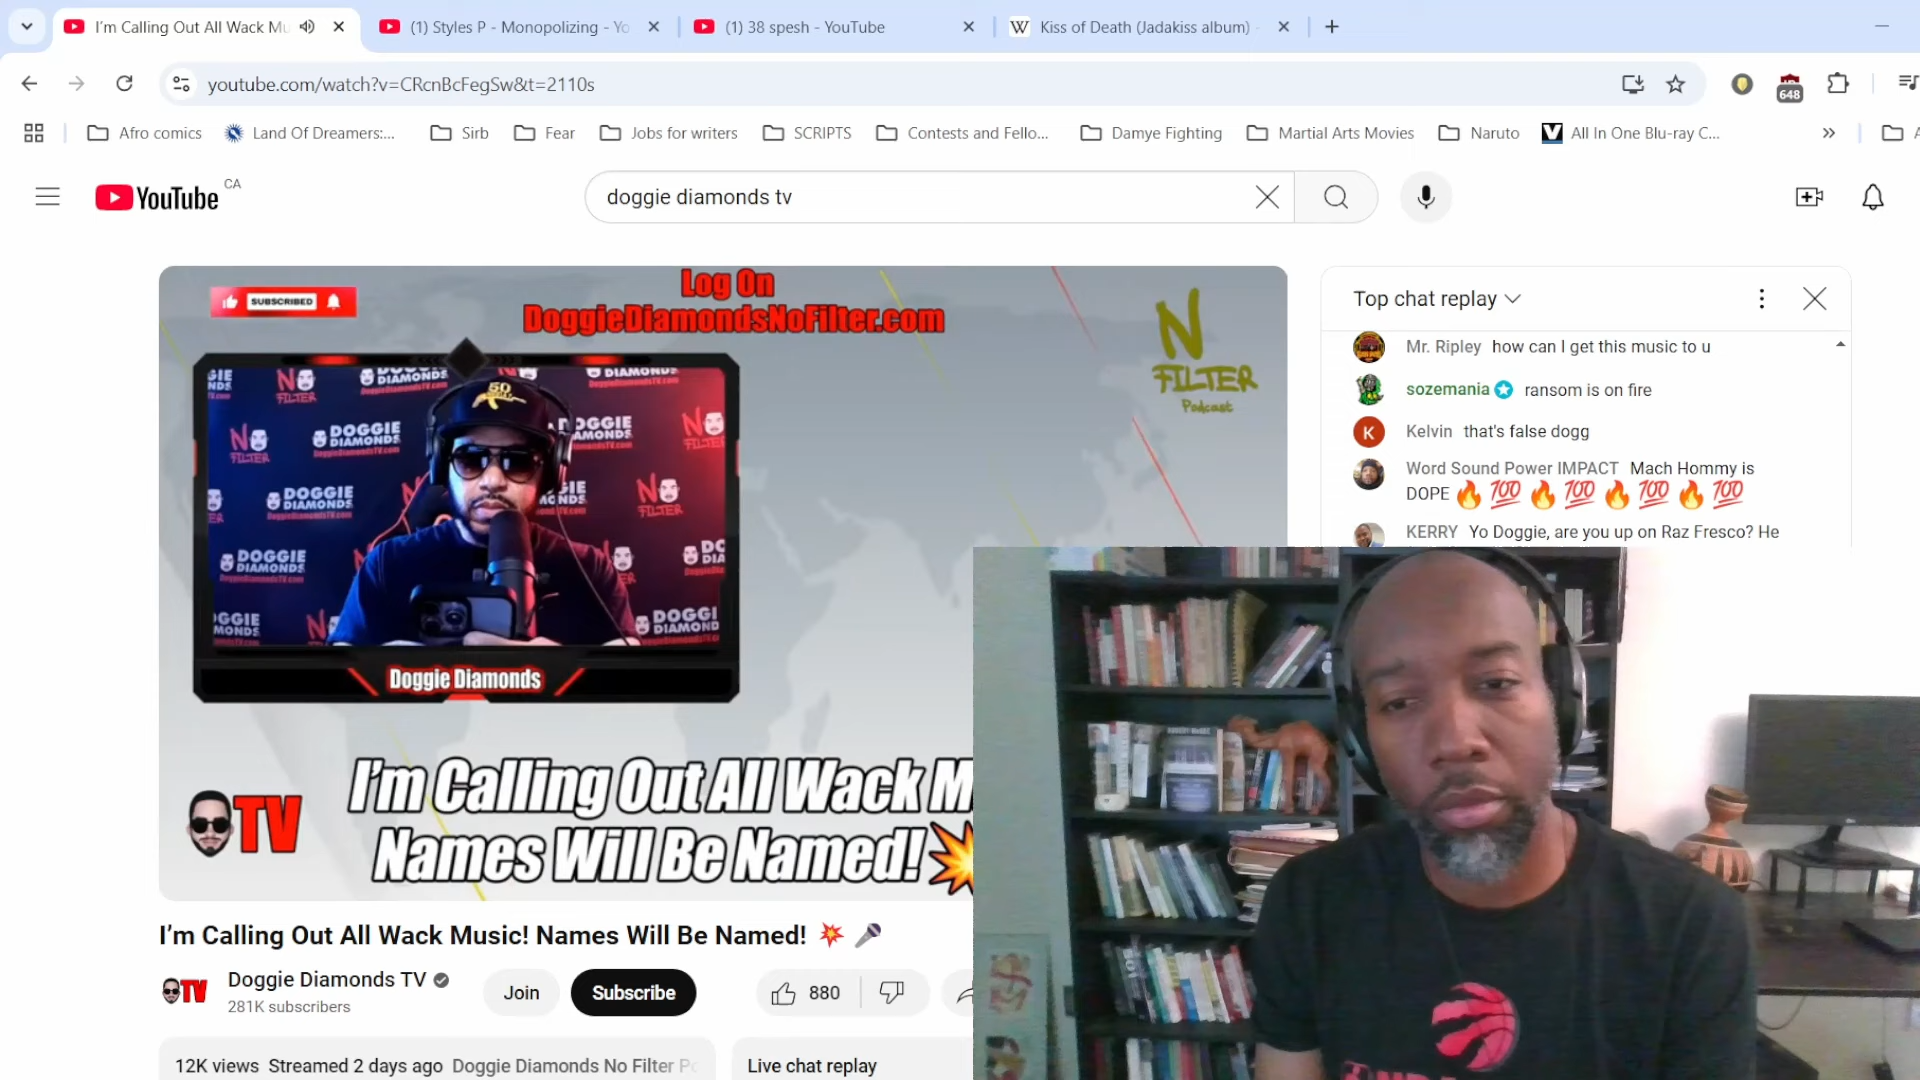 I'm Calling Out All Wack Mu
(1) Styles P - Monopolizing - Yo
(1) 38 spesh - YouTube
W
Kiss of Death (Jadakiss album) -
youtube.com/watch?v=CRcnBcFegSw&t=2110s
648
Afro comics
Land Of Dreamers:...
Sirb
Fear
Jobs for writers
SCRIPTS
Contests and Fello...
Damye Fighting
Martial Arts Movies
Naruto
All In One Blu-ray C...
YouTube CA
doggie diamonds tv
SUBSCRIBED
Log On
DoggieDiamondsNoFilter.com
N FILTER
Podcast
50
DOGGIE DIAMONDS
Doggie Diamonds
TV
I'm Calling Out All Wack M
Names Will Be Named!
Top chat replay
Mr. Ripley how can I get this music to u
sozemania ransom is on fire
K
Kelvin that's false dogg
Word Sound Power IMPACT Mach Hommy is
DOPE 🔥 💯 🔥 💯 🔥 💯 🔥 💯
KERRY Yo Doggie, are you up on Raz Fresco? He
I'm Calling Out All Wack Music! Names Will Be Named! 💥 🎤
TV
Doggie Diamonds TV
281K subscribers
Join
Subscribe
880
12K views Streamed 2 days ago Doggie Diamonds No Filter Po
Live chat replay